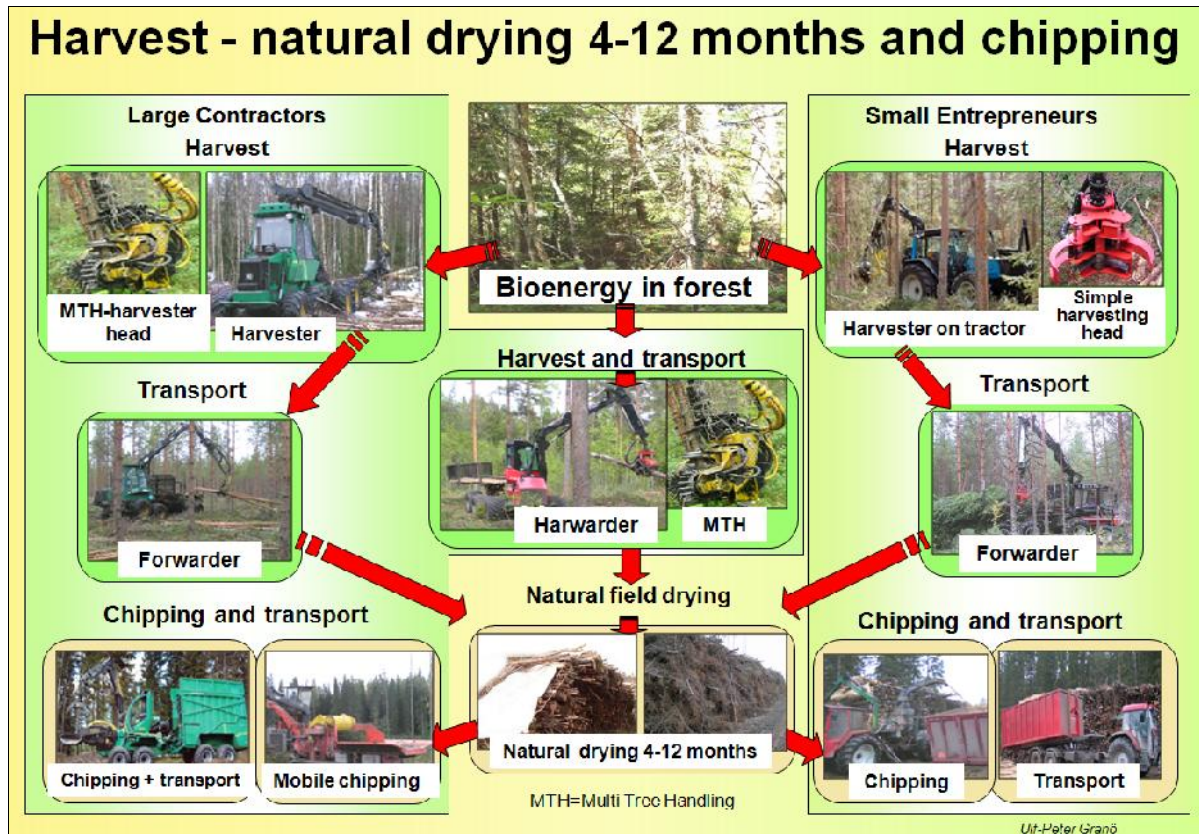 Harvest - natural drying 4-12 months and chipping
Large Contractors
Harvest
MTH-harvester
head
Harvester
Transport
Forwarder
Chipping and transport
Chipping + transport
Mobile chipping
Bioenergy in forest
Harvest and transport
Harwarder
MTH
Natural field drying
Natural drying 4-12 months
MTH=Multi Tree Handling
Small Entrepreneurs
Harvest
Harvester on tractor
Simple
harvesting
head
Transport
Forwarder
Chipping and transport
Chipping
Transport
Ulf-Peter Granö